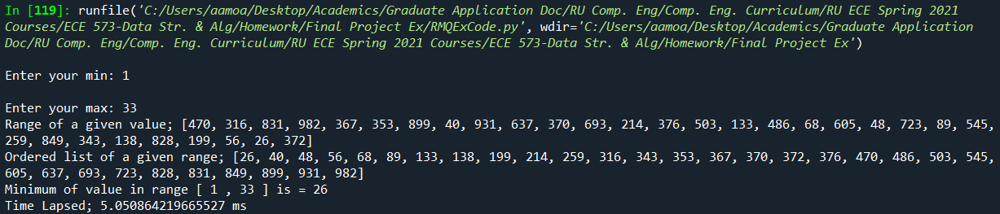 In [119]: runfile('C:/Users/aamoa/Desktop/Academics/Graduate Application Doc/RU Comp. Eng/Comp. Eng. Curriculum/RU ECE Spring 2021
Courses/ECE 573-Data Str. & Alg/Homework/Final Project Ex/RMQExCode.py', wdir='C:/Users/aamoa/Desktop/Academics/Graduate Application
Doc/RU Comp. Eng/Comp. Eng. Curriculum/RU ECE Spring 2021 Courses/ECE 573-Data Str. & Alg/Homework/Final Project Ex')
Enter your min: 1
Enter your max: 33
Range of a given value; [470, 316, 831, 982, 367, 353, 899, 40, 931, 637, 370, 693, 214, 376, 503, 133, 486, 68, 605, 48, 723, 89, 545,
259, 849, 343, 138, 828, 199, 56, 26, 372]
Ordered list of a given range; [26, 40, 48, 56, 68, 89, 133, 138, 199, 214, 259, 316, 343, 353, 367, 370, 372, 376, 470, 486, 503, 545,
605, 637, 693, 723, 828, 831, 849, 899, 931, 982]
Minimum of value in range [ 1 , 33 ] is = 26
Time Lapsed; 5.050864219665527 ms